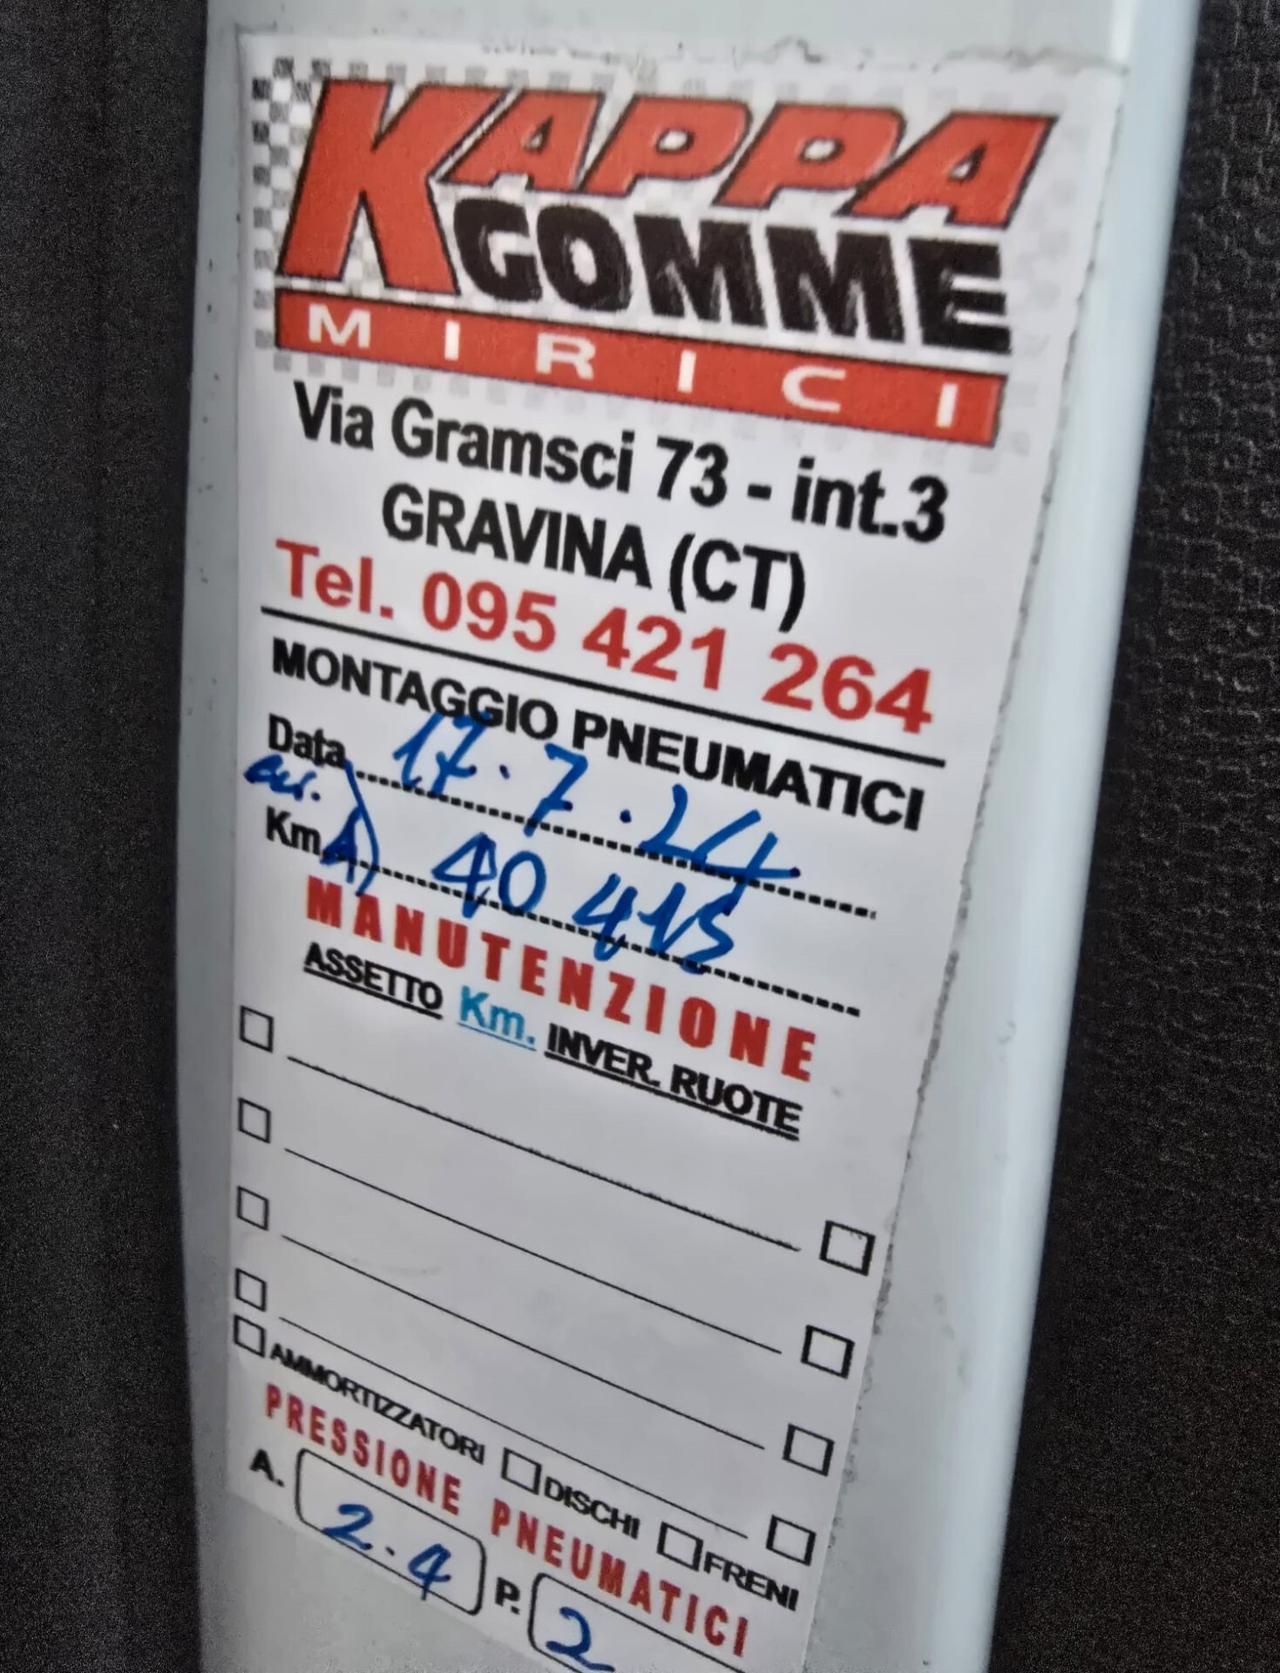 KAPPA
GOMME
MIRICI
Via Gramsci 73 - int.3
GRAVINA (CT)
Tel. 095 421 264
MONTAGGIO PNEUMATICI
Data 17.7.24
Km 40 415
MANUTENZIONE
ASSETTO Km. INVER. RUOTE
AMMORTIZZATORI DISCHI FRENI
PRESSIONE PNEUMATICI
A. 2.4 P. 2